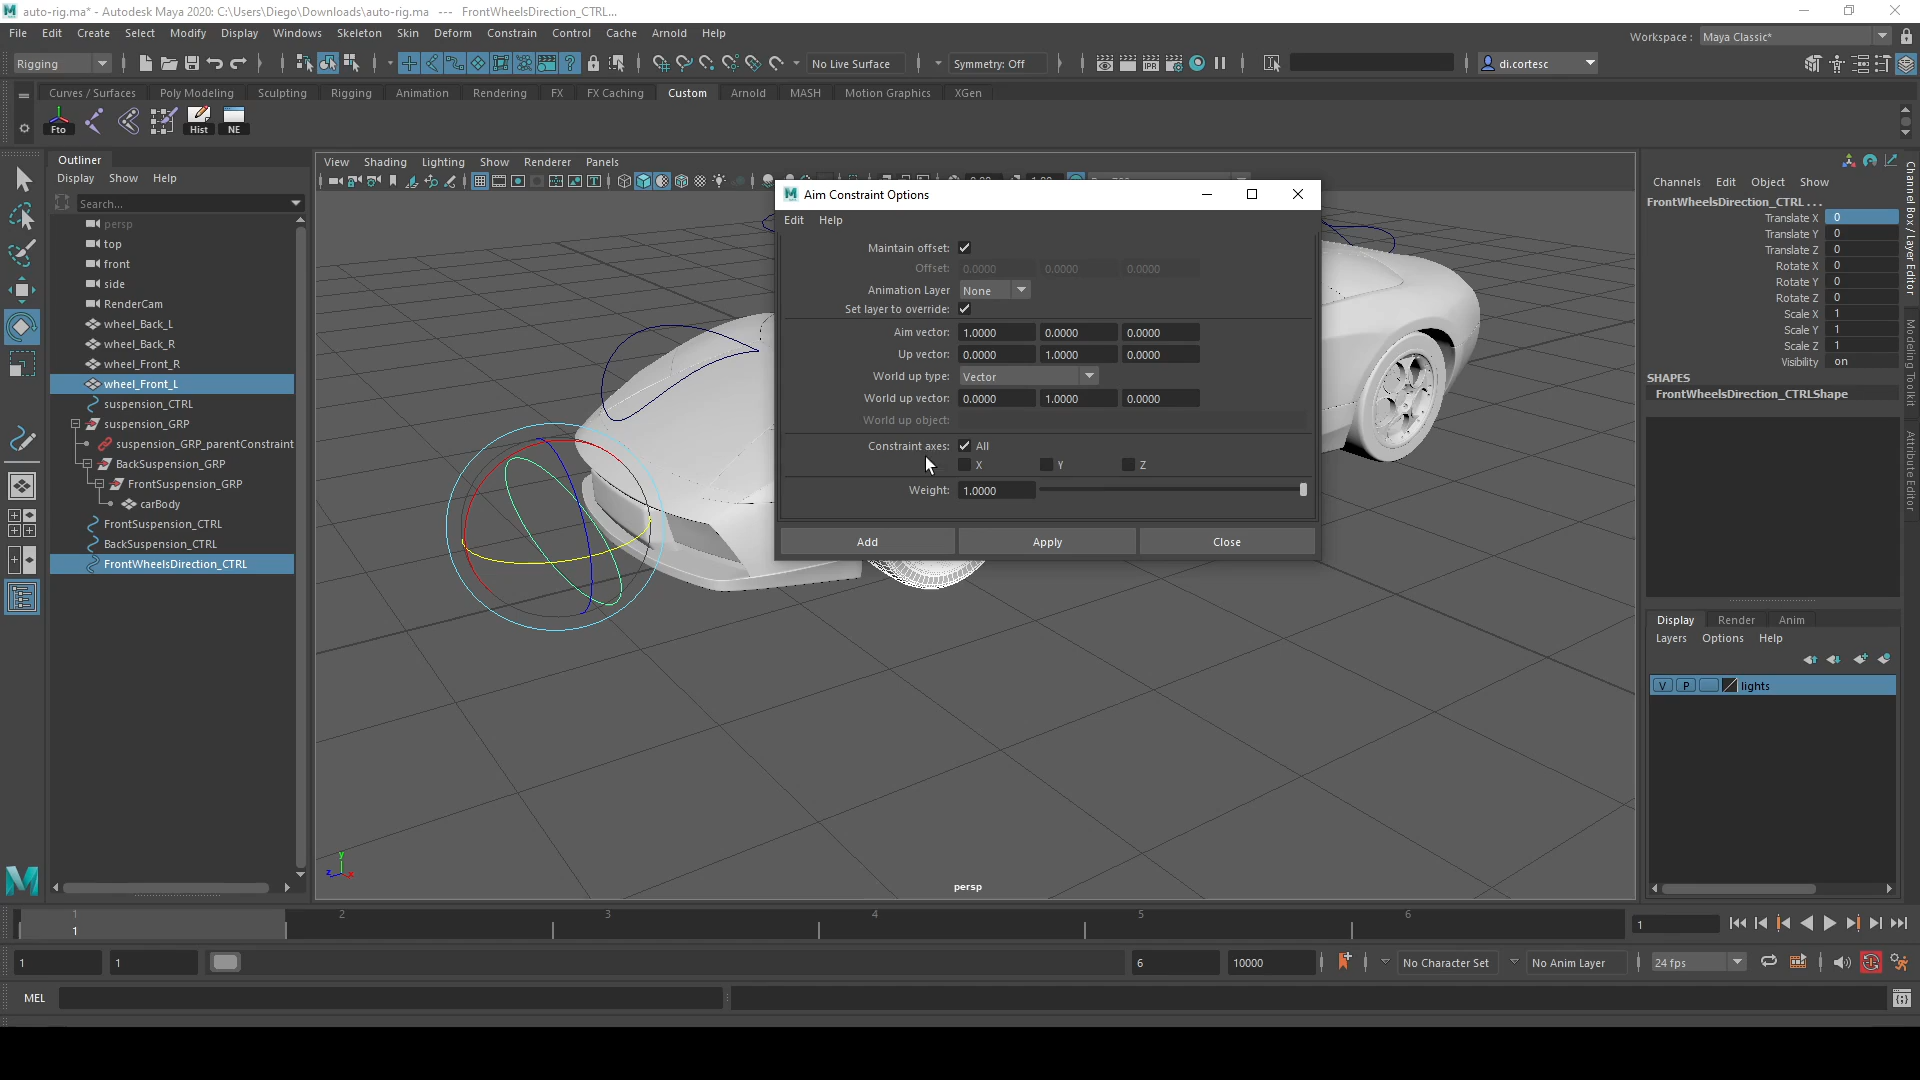 auto-rig.ma* - Autodesk Maya 2020: C:\Users\Diego\Downloads\auto-rig.ma --- FrontWheelsDirection_CTRL...
File Edit Create Select Modify Display Windows Skeleton Skin Deform Constrain Control Cache Arnold Help
Workspace : Maya Classic*
Rigging No Live Surface Symmetry: Off di.cortesc
Curves / Surfaces Poly Modeling Sculpting Rigging Animation Rendering FX FX Caching Custom Arnold MASH Motion Graphics XGen
Fto Hist NE
Outliner
Display Show Help
Search...
persp
top
front
side
RenderCam
wheel_Back_L
wheel_Back_R
wheel_Front_R
wheel_Front_L
suspension_CTRL
suspension_GRP
suspension_GRP_parentConstraint
BackSuspension_GRP
FrontSuspension_GRP
carBody
FrontSuspension_CTRL
BackSuspension_CTRL
FrontWheelsDirection_CTRL
View Shading Lighting Show Renderer Panels
Aim Constraint Options
Edit Help
Maintain offset:
Offset: 0.0000 0.0000 0.0000
Animation Layer None
Set layer to override:
Aim vector: 1.0000 0.0000 0.0000
Up vector: 0.0000 1.0000 0.0000
World up type: Vector
World up vector: 0.0000 1.0000 0.0000
World up object:
Constraint axes: All
X Y Z
Weight: 1.0000
Add Apply Close
y
z x
persp
Channels Edit Object Show
FrontWheelsDirection_CTRL . . .
Translate X 0
Translate Y 0
Translate Z 0
Rotate X 0
Rotate Y 0
Rotate Z 0
Scale X 1
Scale Y 1
Scale Z 1
Visibility on
SHAPES
FrontWheelsDirection_CTRLShape
Display Render Anim
Layers Options Help
V P lights
Channel Box / Layer Editor
Modeling Toolkit
Attribute Editor
1 2 3 4 5 6
1 1
1 1 6 10000 No Character Set No Anim Layer 24 fps
MEL